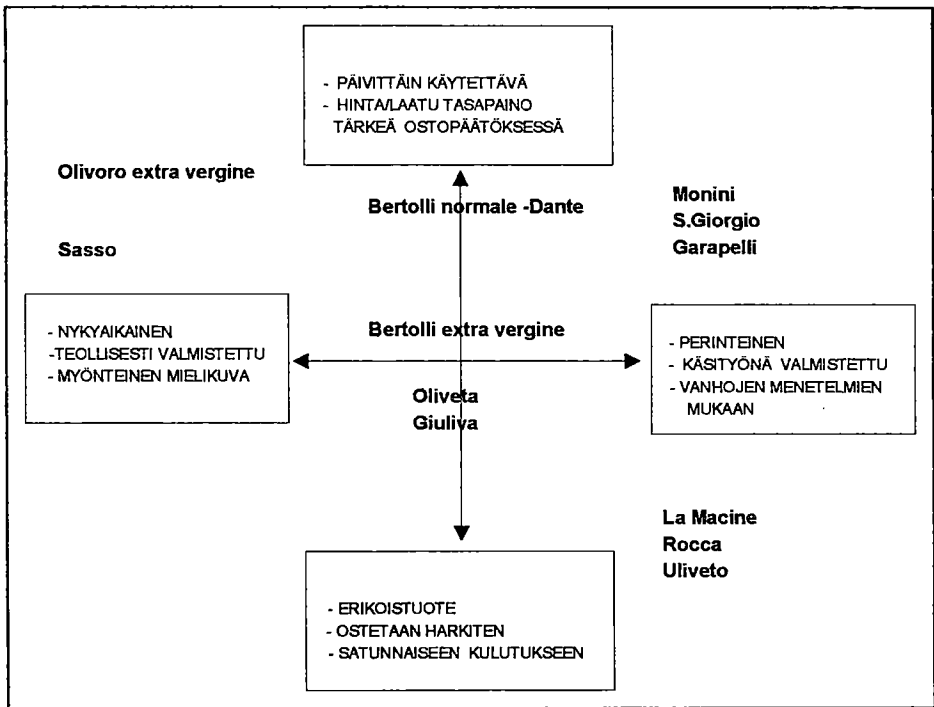 - PÄIVITTÄIN KÄYTETTÄVÄ
- HINTA/LAATU TASAPAINO
TÄRKEÄ OSTOPÄÄTÖKSESSÄ
Olivoro extra vergine
Bertolli normale -Dante
Monini
S.Giorgio
Garapelli
Sasso
- NYKYAIKAINEN
-TEOLLISESTI VALMISTETTU
- MYÖNTEINEN MIELIKUVA
Bertolli extra vergine
- PERINTEINEN
- KÄSITYÖNÄ VALMISTETTU
- VANHOJEN MENETELMIEN
MUKAAN
Oliveta
Giuliva
La Macine
Rocca
Uliveto
- ERIKOISTUOTE
- OSTETAAN HARKITEN
- SATUNNAISEEN KULUTUKSEEN